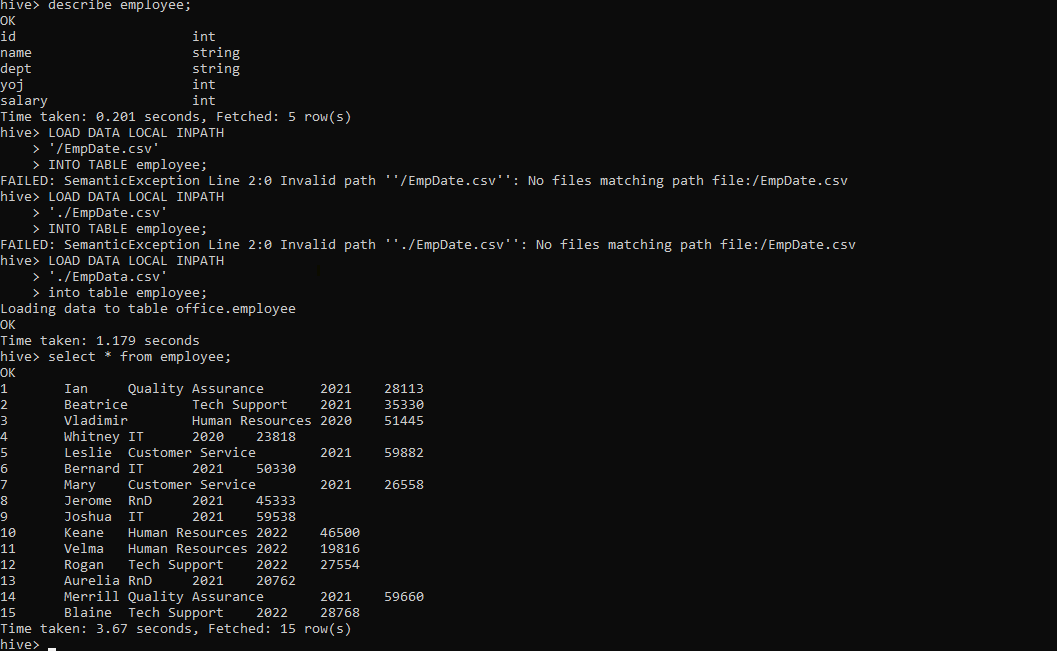 hive> describe employee;
OK
id                      int
name                    string
dept                    string
yoj                     int
salary                  int
Time taken: 0.201 seconds, Fetched: 5 row(s)
hive> LOAD DATA LOCAL INPATH
    > '/EmpDate.csv'
    > INTO TABLE employee;
FAILED: SemanticException Line 2:0 Invalid path ''/EmpDate.csv'': No files matching path file:/EmpDate.csv
hive> LOAD DATA LOCAL INPATH
    > './EmpDate.csv'
    > INTO TABLE employee;
FAILED: SemanticException Line 2:0 Invalid path ''./EmpDate.csv'': No files matching path file:/EmpDate.csv
hive> LOAD DATA LOCAL INPATH
    > './EmpData.csv'
    > into table employee;
Loading data to table office.employee
OK
Time taken: 1.179 seconds
hive> select * from employee;
OK
1       Ian     Quality Assurance       2021    28113
2       Beatrice        Tech Support    2021    35330
3       Vladimir        Human Resources 2020    51445
4       Whitney IT      2020    23818
5       Leslie  Customer Service        2021    59882
6       Bernard IT      2021    50330
7       Mary    Customer Service        2021    26558
8       Jerome  RnD     2021    45333
9       Joshua  IT      2021    59538
10      Keane   Human Resources 2022    46500
11      Velma   Human Resources 2022    19816
12      Rogan   Tech Support    2022    27554
13      Aurelia RnD     2021    20762
14      Merrill Quality Assurance       2021    59660
15      Blaine  Tech Support    2022    28768
Time taken: 3.67 seconds, Fetched: 15 row(s)
hive>